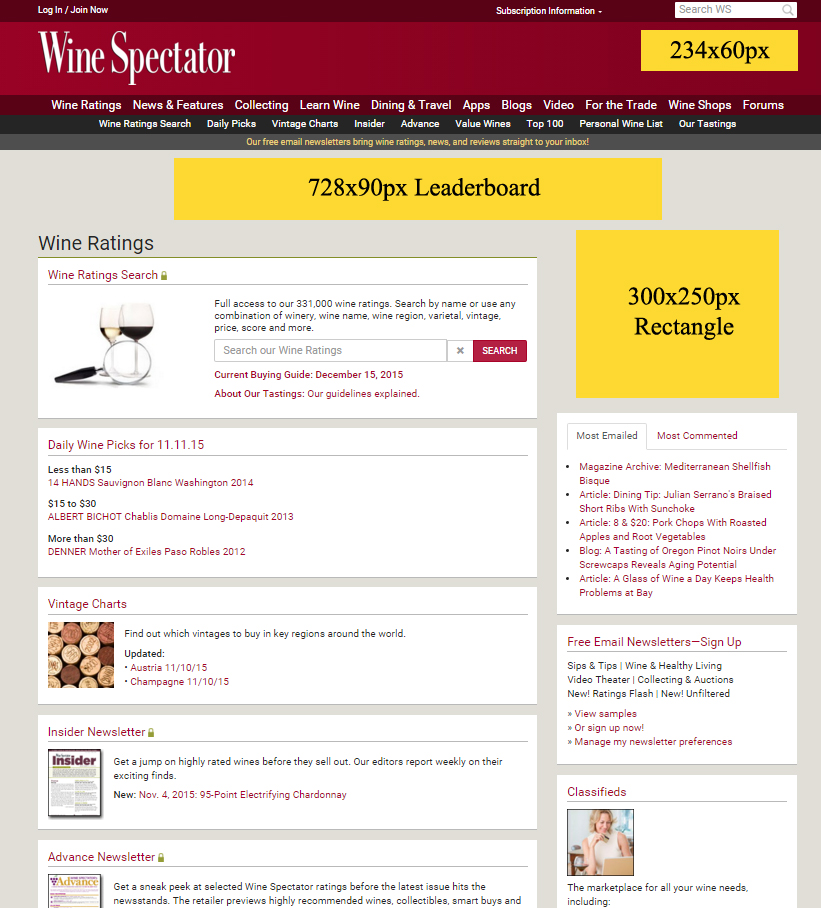 Log In / Join Now
Subscription Information
Search WS
Wine Spectator
234x60px
Wine Ratings News & Features Collecting Learn Wine Dining & Travel Apps Blogs Video For the Trade Wine Shops Forums
Wine Ratings Search Daily Picks Vintage Charts Insider Advance Value Wines Top 100 Personal Wine List Our Tastings
Our free email newsletters bring wine ratings, news, and reviews straight to your inbox!
728x90px Leaderboard
Wine Ratings
Wine Ratings Search
Full access to our 331,000 wine ratings. Search by name or use any
combination of winery, wine name, wine region, varietal, vintage,
price, score and more.
Search our Wine Ratings
SEARCH
Current Buying Guide: December 15, 2015
About Our Tastings: Our guidelines explained.
Daily Wine Picks for 11.11.15
Less than $15
14 HANDS Sauvignon Blanc Washington 2014
$15 to $30
ALBERT BICHOT Chablis Domaine Long-Depaquit 2013
More than $30
DENNER Mother of Exiles Paso Robles 2012
Vintage Charts
Find out which vintages to buy in key regions around the world.
Updated:
• Austria 11/10/15
• Champagne 11/10/15
Insider Newsletter
Insider
Get a jump on highly rated wines before they sell out. Our editors report weekly on their
exciting finds.
New: Nov. 4, 2015: 95-Point Electrifying Chardonnay
Advance Newsletter
Advance
Get a sneak peek at selected Wine Spectator ratings before the latest issue hits the
newsstands. The retailer previews highly recommended wines, collectibles, smart buys and
300x250px
Rectangle
Most Emailed
Most Commented
• Magazine Archive: Mediterranean Shellfish
Bisque
• Article: Dining Tip: Julian Serrano's Braised
Short Ribs With Sunchoke
• Article: 8 & $20: Pork Chops With Roasted
Apples and Root Vegetables
• Blog: A Tasting of Oregon Pinot Noirs Under
Screwcaps Reveals Aging Potential
• Article: A Glass of Wine a Day Keeps Health
Problems at Bay
Free Email Newsletters—Sign Up
Sips & Tips | Wine & Healthy Living
Video Theater | Collecting & Auctions
New! Ratings Flash | New! Unfiltered
» View samples
» Or sign up now!
» Manage my newsletter preferences
Classifieds
The marketplace for all your wine needs,
including: